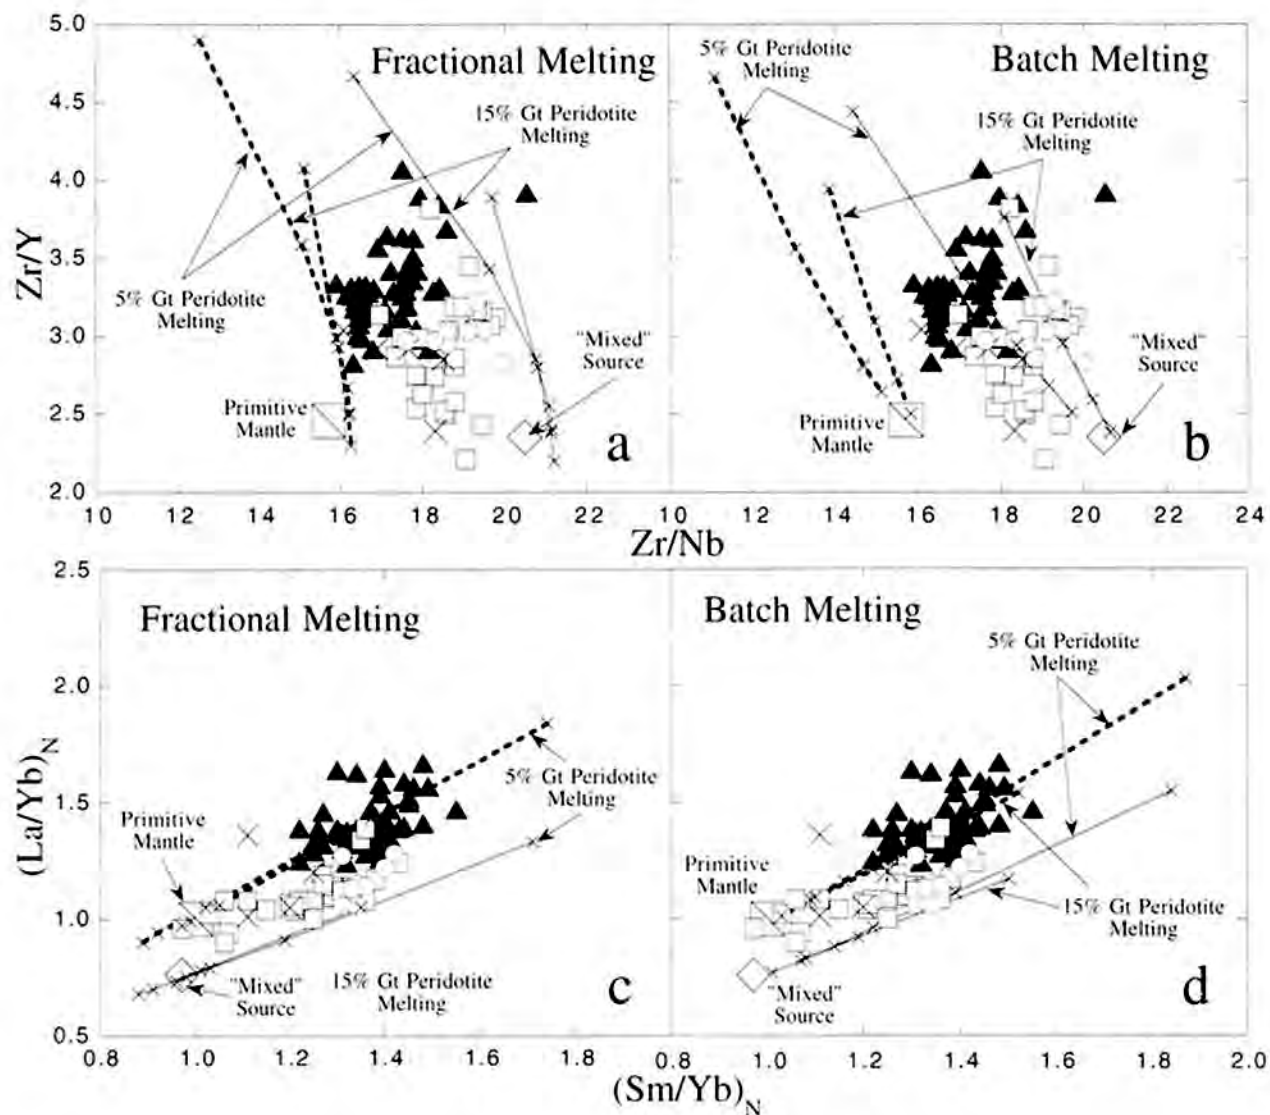 5.0
4.5
4.0
3.5
3.0
2.5
2.0
Zr/Y
Fractional Melting
15% Gt Peridotite
Melting
5% Gt Peridotite
Melting
"Mixed"
Source
Primitive
Mantle
a
10 12 14 16 18 20 22
5% Gt Peridotite
Melting
Batch Melting
15% Gt Peridotite
Melting
"Mixed"
Source
Primitive
Mantle
b
10 12 14 16 18 20 22 24
Zr/Nb
2.5
2.0
1.5
1.0
0.5
(La/Yb)N
Fractional Melting
5% Gt Peridotite
Melting
Primitive
Mantle
"Mixed"
Source
15% Gt Peridotite
Melting
c
0.8 1.0 1.2 1.4 1.6 1.8
Batch Melting
5% Gt Peridotite
Melting
Primitive
Mantle
15% Gt Peridotite
Melting
"Mixed"
Source
d
1.0 1.2 1.4 1.6 1.8 2.0
(Sm/Yb)N